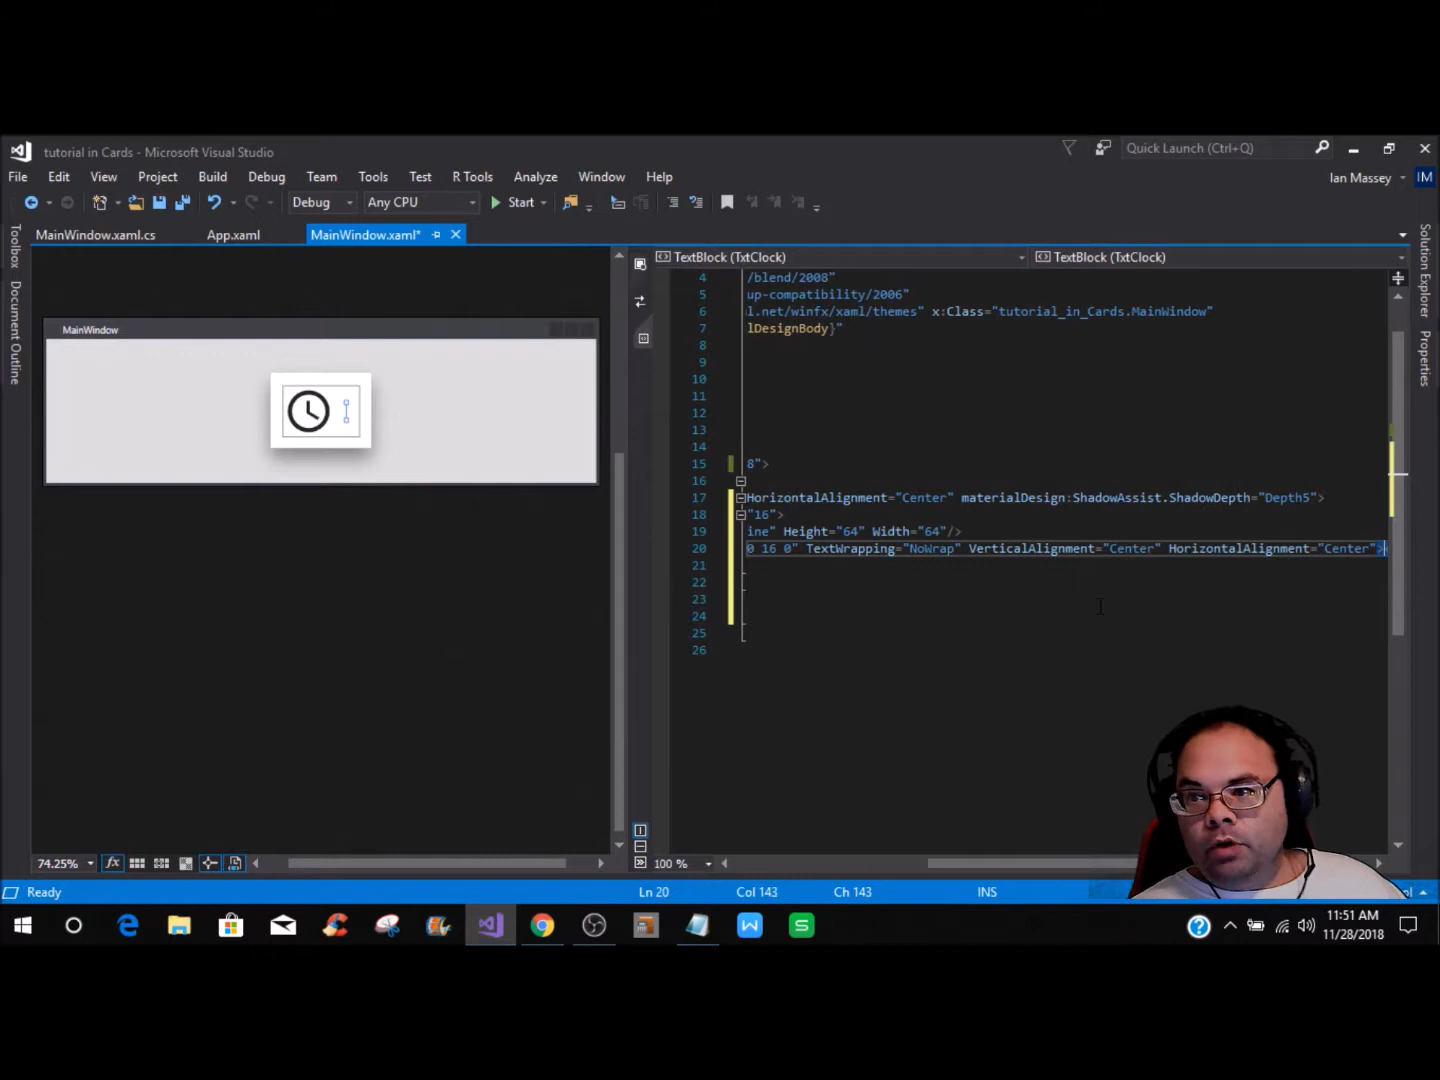 tutorial in Cards - Microsoft Visual Studio
Quick Launch (Ctrl+Q)
File Edit View Project Build Debug Team Tools Test R Tools Analyze Window Help
Ian Massey IM
Debug Any CPU Start
MainWindow.xaml.cs App.xaml MainWindow.xaml*
Toolbox
Document Outline
Solution Explorer
Properties
TextBlock (TxtClock) TextBlock (TxtClock)
MainWindow
4 /blend/2008"
5 up-compatibility/2006"
6 l.net/winfx/xaml/themes" x:Class="tutorial_in_Cards.MainWindow"
7 lDesignBody}"
8
9
10
11
12
13
14
15 8">
16
17 HorizontalAlignment="Center" materialDesign:ShadowAssist.ShadowDepth="Depth5">
18 "16">
19 ine" Height="64" Width="64"/>
20 0 16 0" TextWrapping="NoWrap" VerticalAlignment="Center" HorizontalAlignment="Center">
21
22
23
24
25
26
74.25% fx 100 %
Ready Ln 20 Col 143 Ch 143 INS
11:51 AM
11/28/2018